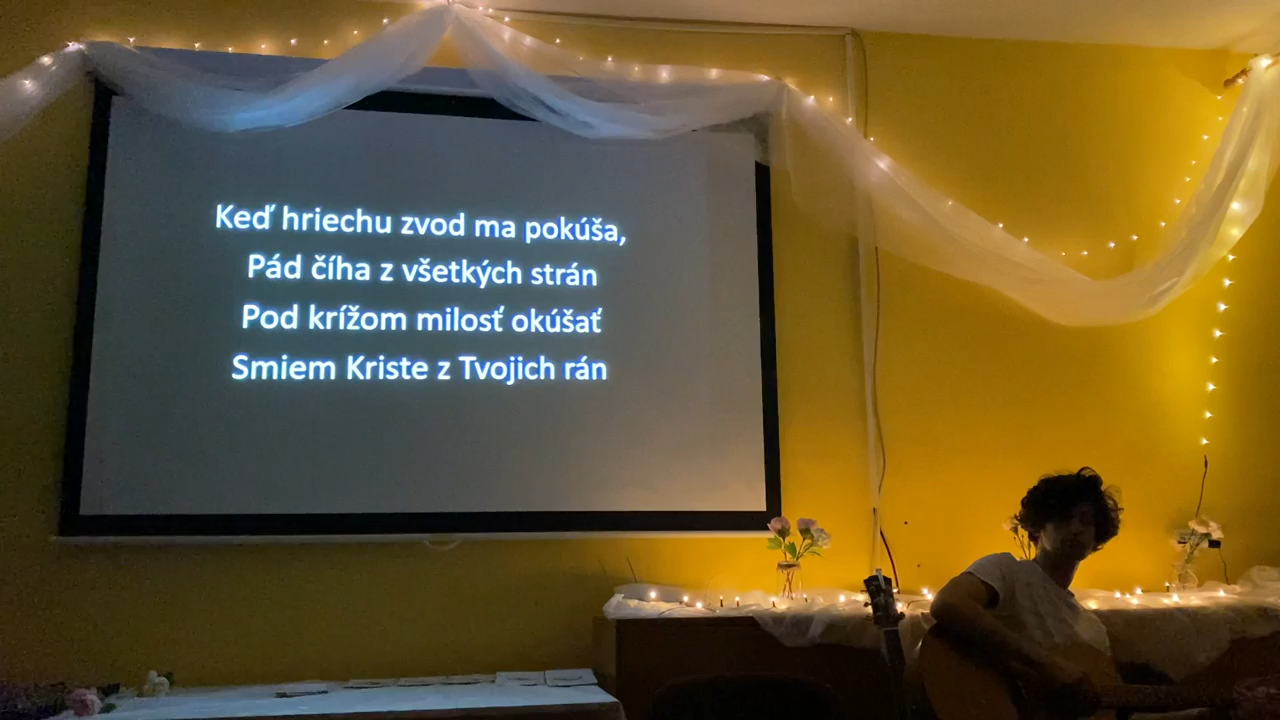 Keď hriechu zvod ma pokúša,
Pád číha z všetkých strán
Pod krížom milosť okúšať
Smiem Kriste z Tvojich rán